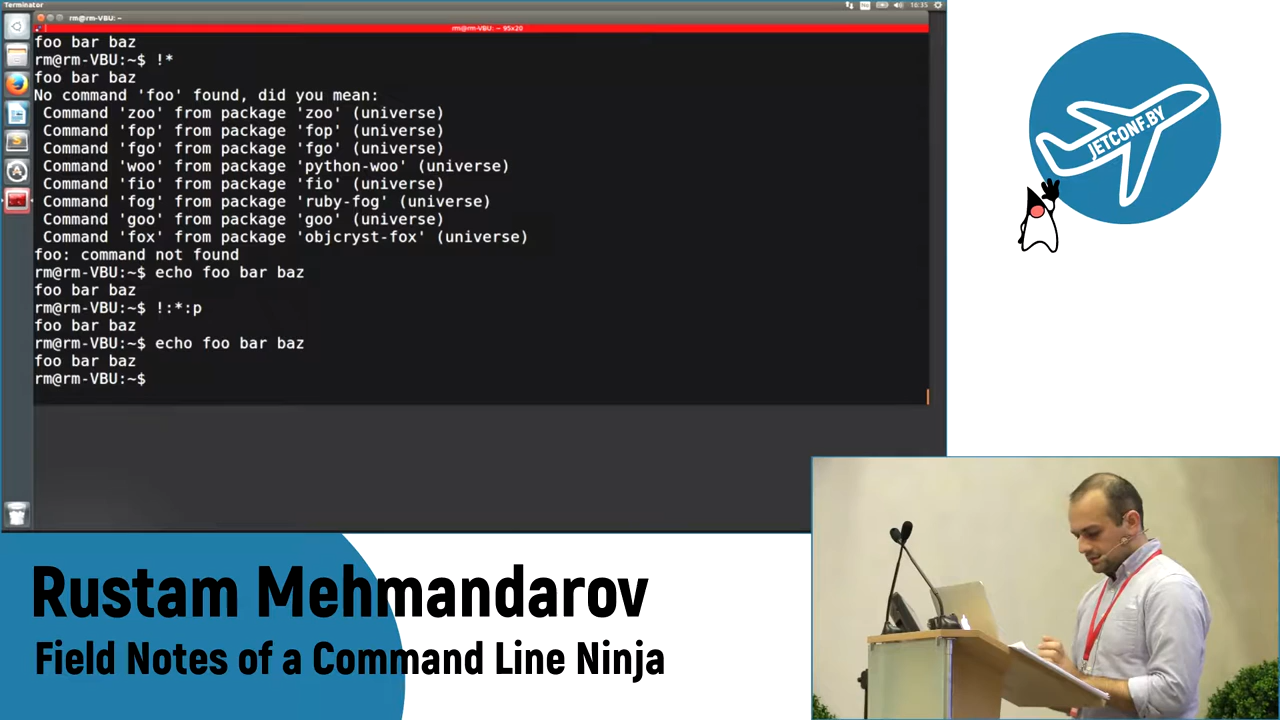 Terminator
16:35
rm@rm-VBU: ~
rm@rm-VBU: ~ 95x20
foo bar baz
rm@rm-VBU:~$ !*
foo bar baz
No command 'foo' found, did you mean:
Command 'zoo' from package 'zoo' (universe)
Command 'fop' from package 'fop' (universe)
Command 'fgo' from package 'fgo' (universe)
Command 'woo' from package 'python-woo' (universe)
Command 'fio' from package 'fio' (universe)
Command 'fog' from package 'ruby-fog' (universe)
Command 'goo' from package 'goo' (universe)
Command 'fox' from package 'objcryst-fox' (universe)
foo: command not found
rm@rm-VBU:~$ echo foo bar baz
foo bar baz
rm@rm-VBU:~$ !:*:p
foo bar baz
rm@rm-VBU:~$ echo foo bar baz
foo bar baz
rm@rm-VBU:~$
JETCONF.BY
Rustam Mehmandarov
Field Notes of a Command Line Ninja